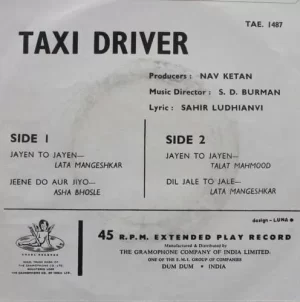 TAE. 1487
TAXI DRIVER
Producers : NAV KETAN
Music Director : S. D. BURMAN
Lyric : SAHIR LUDHIANVI
SIDE 1
JAYEN TO JAYEN—
LATA MANGESHKAR
JEENE DO AUR JIYO—
ASHA BHOSLE
SIDE 2
JAYEN TO JAYEN—
TALAT MAHMOOD
DIL JALE TO JALE—
LATA MANGESHKAR
design - LUNA
45 R.P.M. EXTENDED PLAY RECORD
Manufactured & Distributed by
THE GRAMOPHONE COMPANY OF INDIA LIMITED:
ONE OF THE E.M.I. GROUP OF COMPANIES
DUM DUM • INDIA